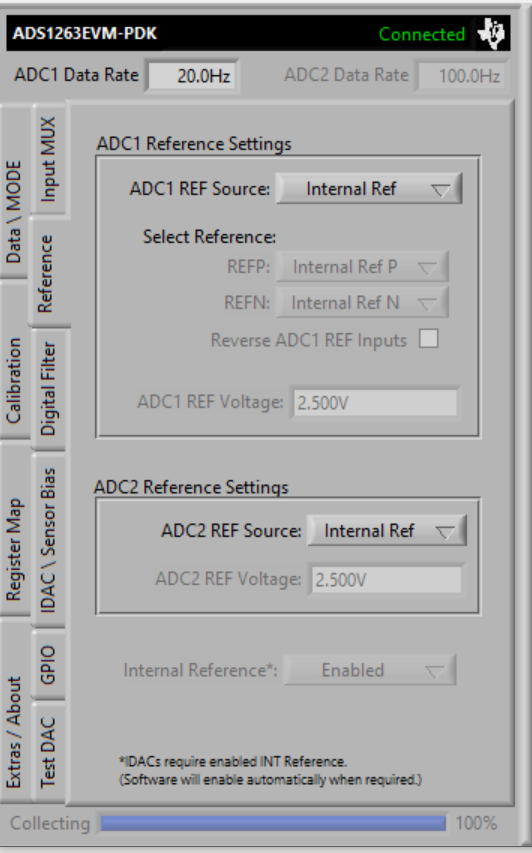 ADS1263EVM-PDK Connected
ADC1 Data Rate 20.0Hz ADC2 Data Rate 100.0Hz
Data \ MODE
Calibration
Register Map
Extras / About
Input MUX
Reference
Digital Filter
IDAC \ Sensor Bias
GPIO
Test DAC
ADC1 Reference Settings
ADC1 REF Source: Internal Ref
Select Reference:
REFP: Internal Ref P
REFN: Internal Ref N
Reverse ADC1 REF Inputs
ADC1 REF Voltage: 2.500V
ADC2 Reference Settings
ADC2 REF Source: Internal Ref
ADC2 REF Voltage: 2.500V
Internal Reference*: Enabled
*IDACs require enabled INT Reference.
(Software will enable automatically when required.)
Collecting 100%